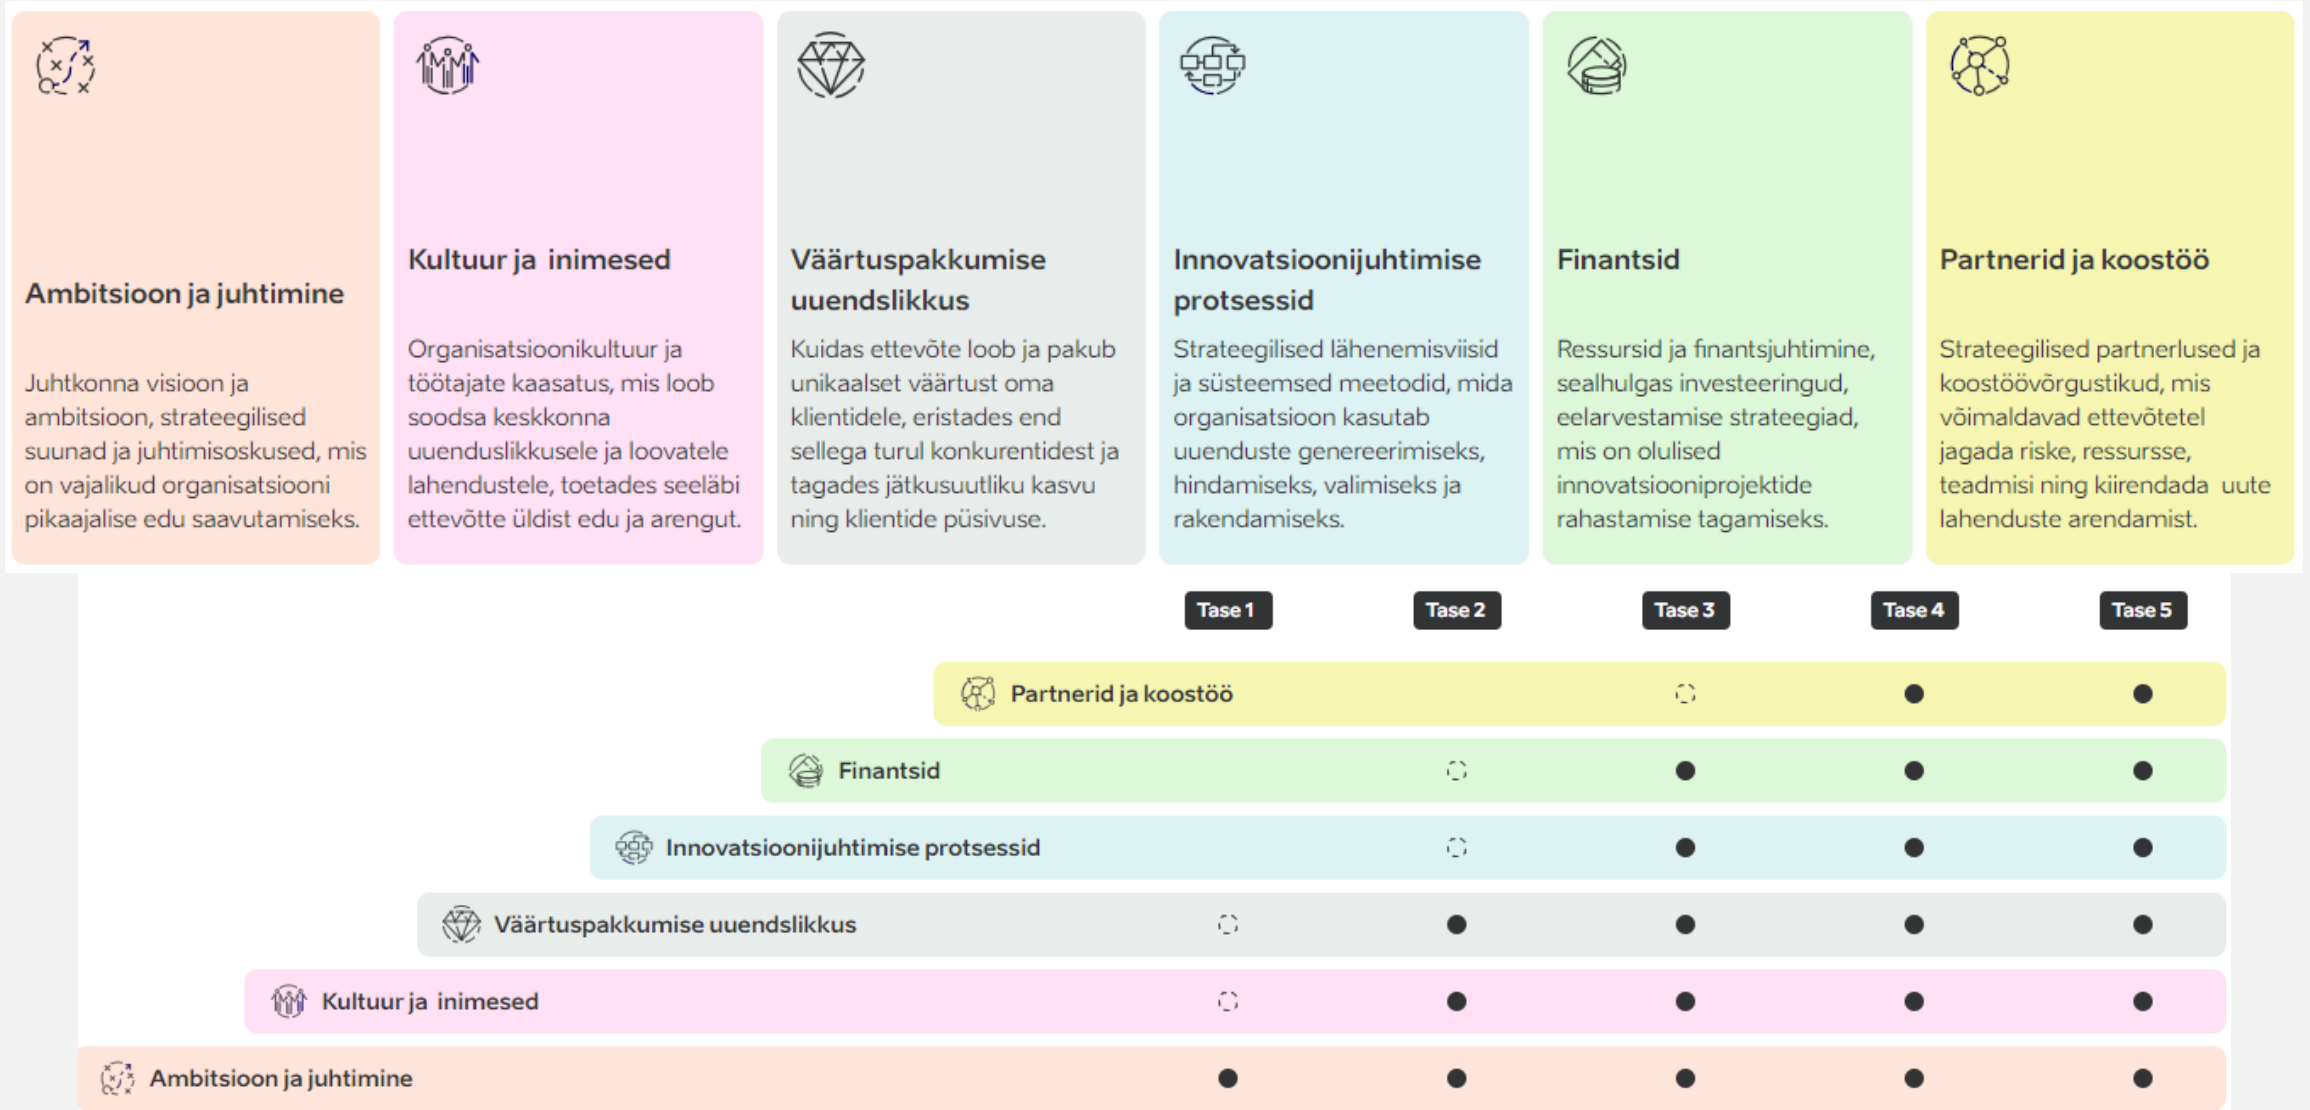 Ambitsioon ja juhtimine
Juhtkonna visioon ja
ambitsioon, strateegilised
suunad ja juhtimisoskused, mis
on vajalikud organisatsiooni
pikaajalise edu saavutamiseks.
Kultuur ja inimesed
Organisatsioonikultuur ja
töötajate kaasatus, mis loob
soodsa keskkonna
uuenduslikkusele ja loovatele
lahendustele, toetades seeläbi
ettevõtte üldist edu ja arengut.
Väärtuspakkumise
uuendslikkus
Kuidas ettevõte loob ja pakub
unikaalset väärtust oma
klientidele, eristades end
sellega turul konkurentidest ja
tagades jätkusuutliku kasvu
ning klientide püsivuse.
Innovatsioonijuhtimise
protsessid
Strateegilised lähenemisviisid
ja süsteemsed meetodid, mida
organisatsioon kasutab
uuenduste genereerimiseks,
hindamiseks, valimiseks ja
rakendamiseks.
Finantsid
Ressursid ja finantsjuhtimine,
sealhulgas investeeringud,
eelarvestamise strateegiad,
mis on olulised
innovatsiooniprojektide
rahastamise tagamiseks.
Partnerid ja koostöö
Strateegilised partnerlused ja
koostöövõrgustikud, mis
võimaldavad ettevõtetel
jagada riske, ressursse,
teadmisi ning kiirendada uute
lahenduste arendamist.
Tase 1 Tase 2 Tase 3 Tase 4 Tase 5
Partnerid ja koostöö
Finantsid
Innovatsioonijuhtimise protsessid
Väärtuspakkumise uuendslikkus
Kultuur ja inimesed
Ambitsioon ja juhtimine